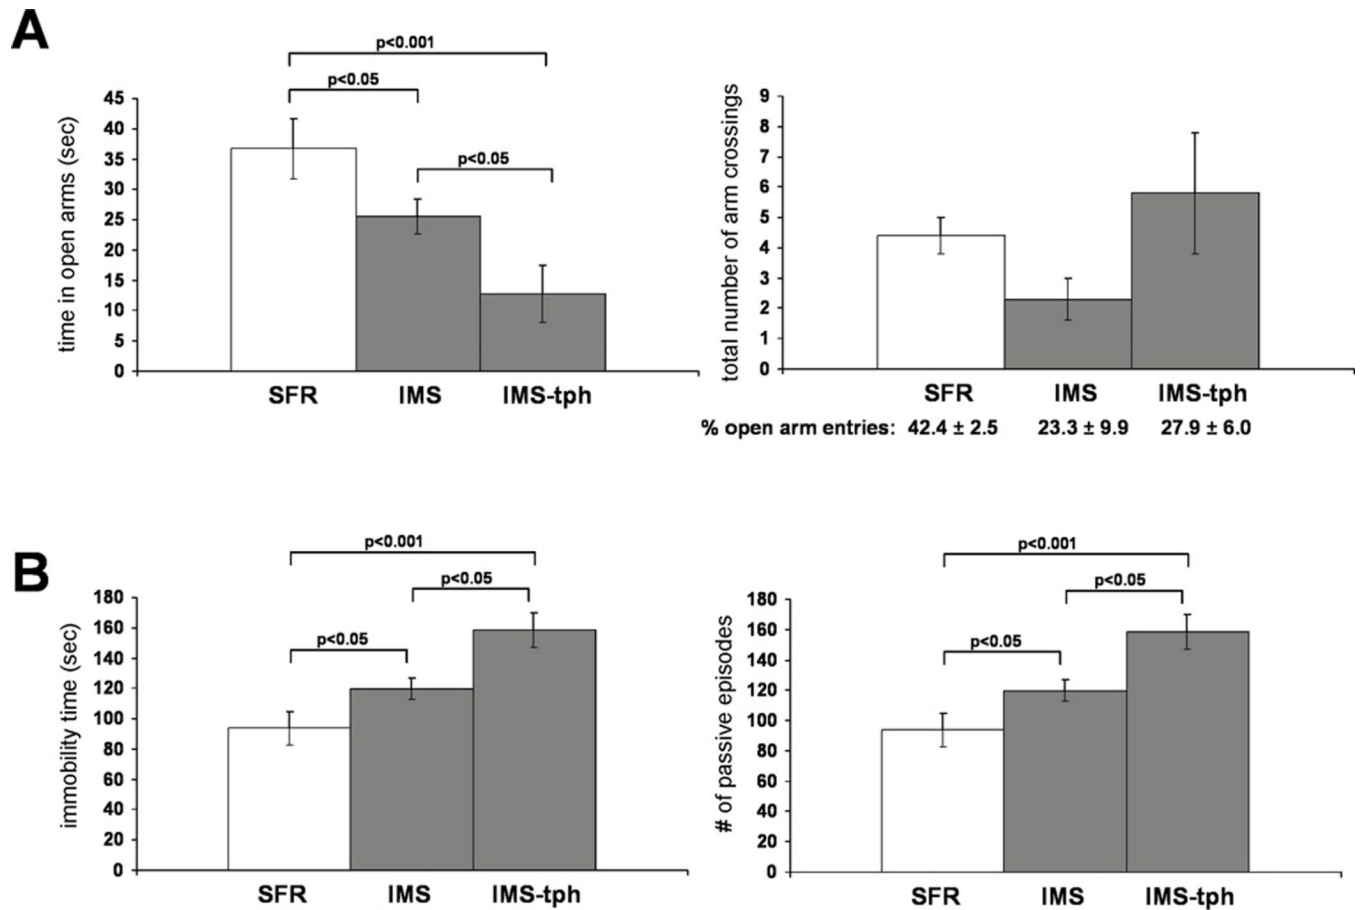 A
p<0.001
p<0.05
p<0.05
time in open arms (sec)
45
40
35
30
25
20
15
10
5
0
SFR IMS IMS-tph
total number of arm crossings
9
8
7
6
5
4
3
2
1
0
SFR IMS IMS-tph
% open arm entries: 42.4 ± 2.5 23.3 ± 9.9 27.9 ± 6.0
B
p<0.001
p<0.05
p<0.05
immobility time (sec)
180
160
140
120
100
80
60
40
20
0
SFR IMS IMS-tph
p<0.001
p<0.05
p<0.05
# of passive episodes
180
160
140
120
100
80
60
40
20
0
SFR IMS IMS-tph